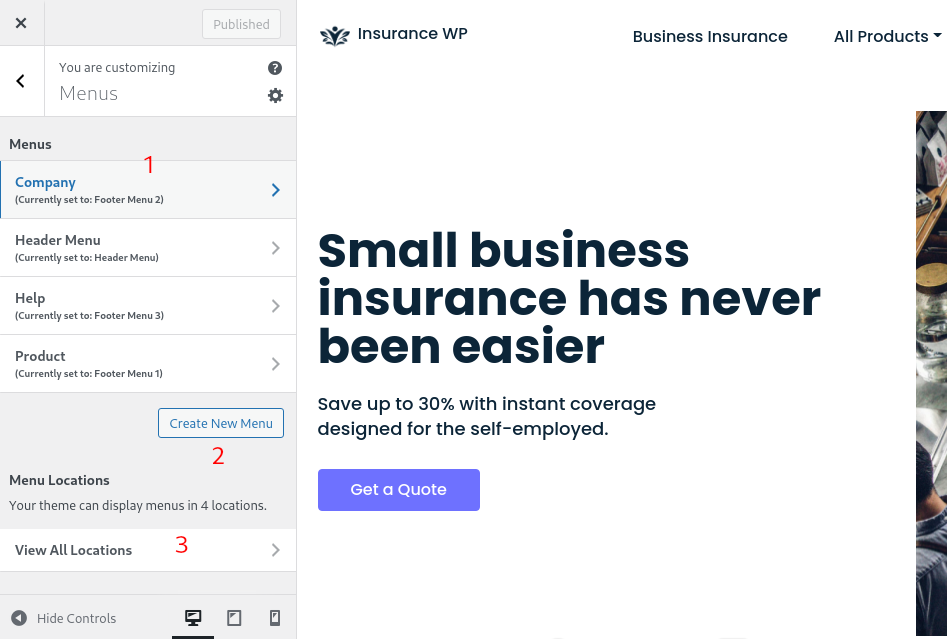 Published
You are customizing
Menus
Menus
1
Company
(Currently set to: Footer Menu 2)
Header Menu
(Currently set to: Header Menu)
Help
(Currently set to: Footer Menu 3)
Product
(Currently set to: Footer Menu 1)
Create New Menu
2
Menu Locations
Your theme can display menus in 4 locations.
View All Locations 3
Hide Controls
Insurance WP
Business Insurance
All Products
Small business
insurance has never
been easier
Save up to 30% with instant coverage
designed for the self-employed.
Get a Quote